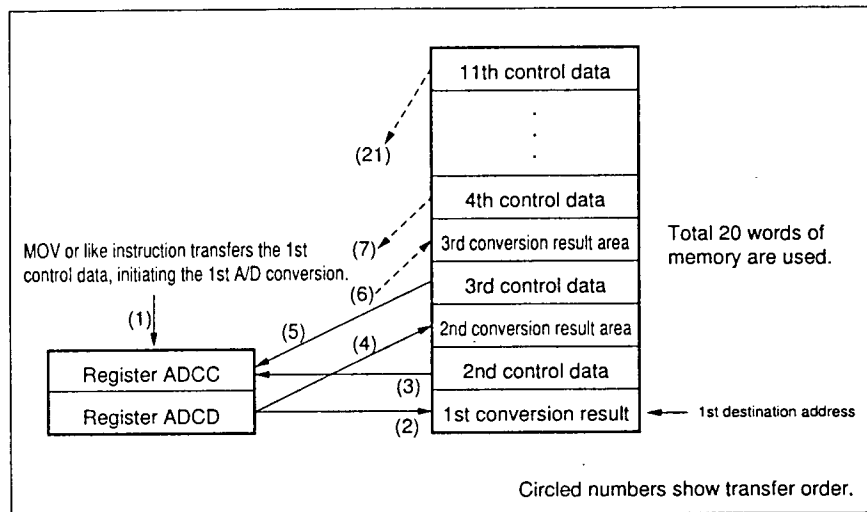 11th control data
.
.
.
(21)
4th control data
(7)
3rd conversion result area
Total 20 words of
memory are used.
MOV or like instruction transfers the 1st
control data, initiating the 1st A/D conversion.
(6)
3rd control data
(1)
(5)
(4)
2nd conversion result area
Register ADCC
(3)
2nd control data
Register ADCD
(2)
1st conversion result
1st destination address
Circled numbers show transfer order.